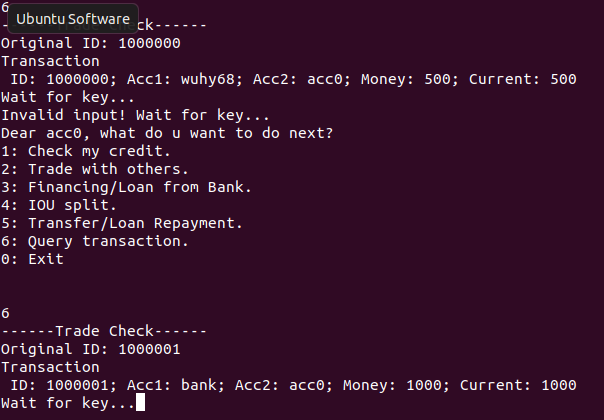 6
Ubuntu Software
------Trade Check------
Original ID: 1000000
Transaction
 ID: 1000000; Acc1: wuhy68; Acc2: acc0; Money: 500; Current: 500
Wait for key...
Invalid input! Wait for key...
Dear acc0, what do u want to do next?
1: Check my credit.
2: Trade with others.
3: Financing/Loan from Bank.
4: IOU split.
5: Transfer/Loan Repayment.
6: Query transaction.
0: Exit
6
------Trade Check------
Original ID: 1000001
Transaction
 ID: 1000001; Acc1: bank; Acc2: acc0; Money: 1000; Current: 1000
Wait for key...